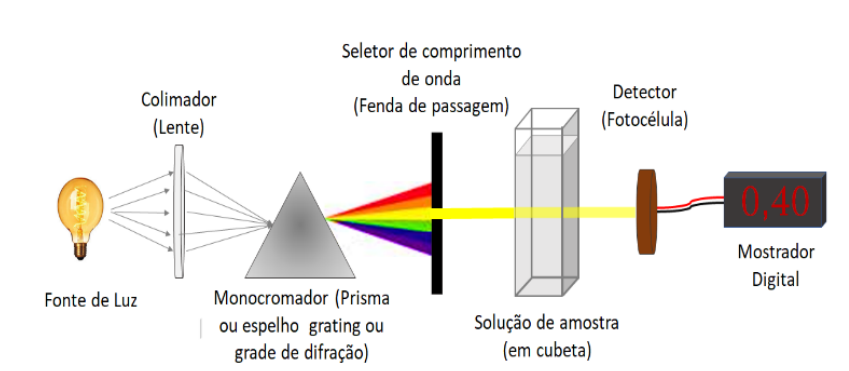 Seletor de comprimento
de onda
(Fenda de passagem)
Colimador
(Lente)
Detector
(Fotocélula)
0,40
Fonte de Luz
Monocromador (Prisma
ou espelho grating ou
grade de difração)
Solução de amostra
(em cubeta)
Mostrador
Digital